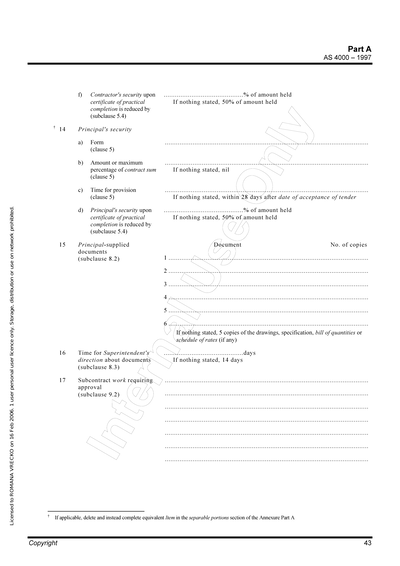 Part A
AS 4000 – 1997
f) Contractor's security upon ................................% of amount held
certificate of practical If nothing stated, 50% of amount held
completion is reduced by
(subclause 5.4)
† 14 Principal's security
a) Form
(clause 5)
b) Amount or maximum
percentage of contract sum If nothing stated, nil
(clause 5)
c) Time for provision
(clause 5) If nothing stated, within 28 days after date of acceptance of tender
d) Principal's security upon ................................% of amount held
certificate of practical If nothing stated, 50% of amount held
completion is reduced by
(subclause 5.4)
15 Principal-supplied Document No. of copies
documents
(subclause 8.2) 1
2
3
4
5
6
If nothing stated, 5 copies of the drawings, specification, bill of quantities or
schedule of rates (if any)
16 Time for Superintendent's ................................days
direction about documents If nothing stated, 14 days
(subclause 8.3)
17 Subcontract work requiring
approval
(subclause 9.2)
† If applicable, delete and instead complete equivalent Item in the separable portions section of the Annexure Part A
Copyright 43
Licensed to ROMANA VRECKO on 16 Feb 2006. 1 user personal user licence only. Storage, distribution or use on network prohibited.
Internal Use Only